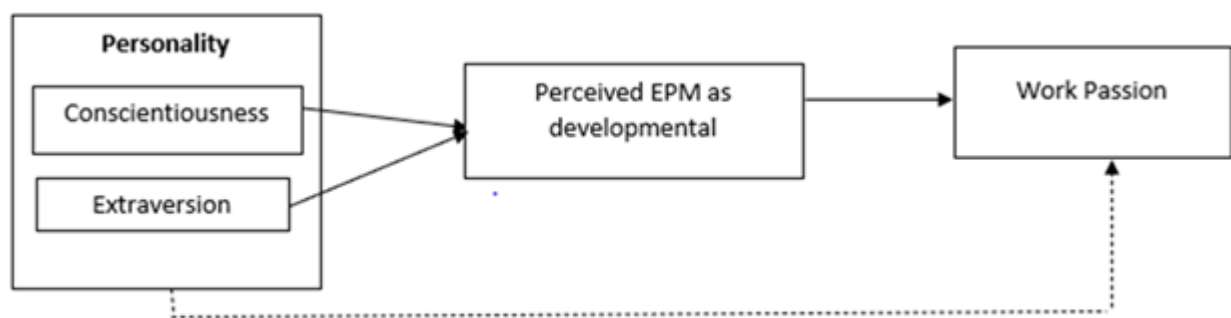 Personality
Conscientiousness
Extraversion
Perceived EPM as
developmental
Work Passion